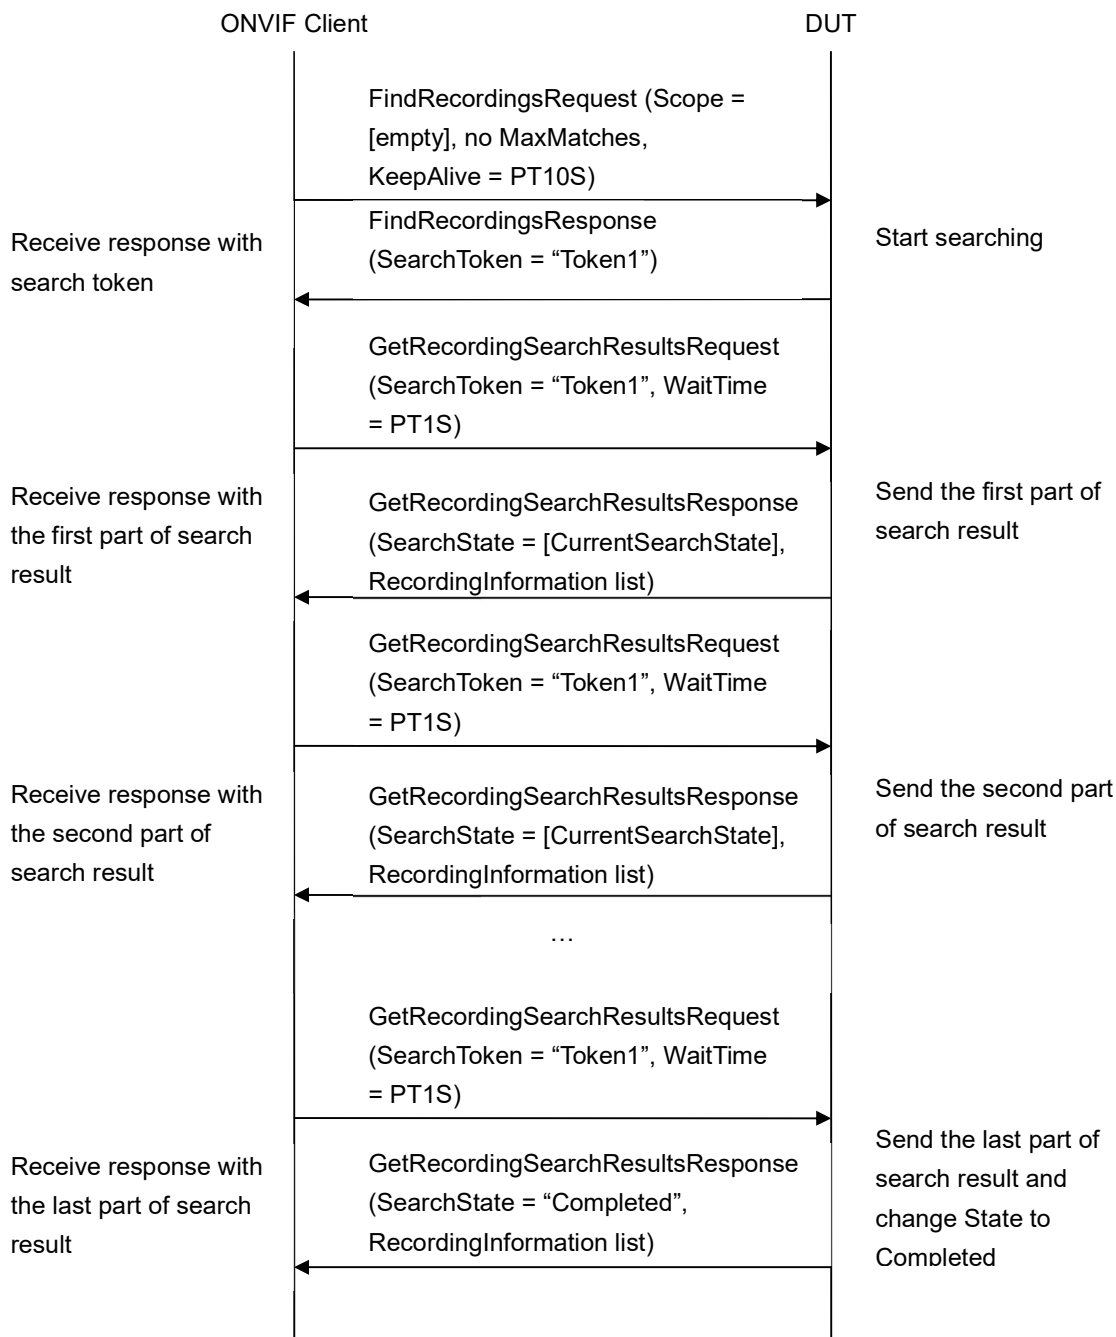 ONVIF Client
DUT
FindRecordingsRequest (Scope =
[empty], no MaxMatches,
KeepAlive = PT10S)
Receive response with
search token
FindRecordingsResponse
(SearchToken = “Token1”)
Start searching
GetRecordingSearchResultsRequest
(SearchToken = “Token1”, WaitTime
= PT1S)
Receive response with
the first part of search
result
GetRecordingSearchResultsResponse
(SearchState = [CurrentSearchState],
RecordingInformation list)
Send the first part of
search result
GetRecordingSearchResultsRequest
(SearchToken = “Token1”, WaitTime
= PT1S)
Receive response with
the second part of
search result
GetRecordingSearchResultsResponse
(SearchState = [CurrentSearchState],
RecordingInformation list)
Send the second part
of search result
…
GetRecordingSearchResultsRequest
(SearchToken = “Token1”, WaitTime
= PT1S)
Receive response with
the last part of search
result
GetRecordingSearchResultsResponse
(SearchState = “Completed”,
RecordingInformation list)
Send the last part of
search result and
change State to
Completed